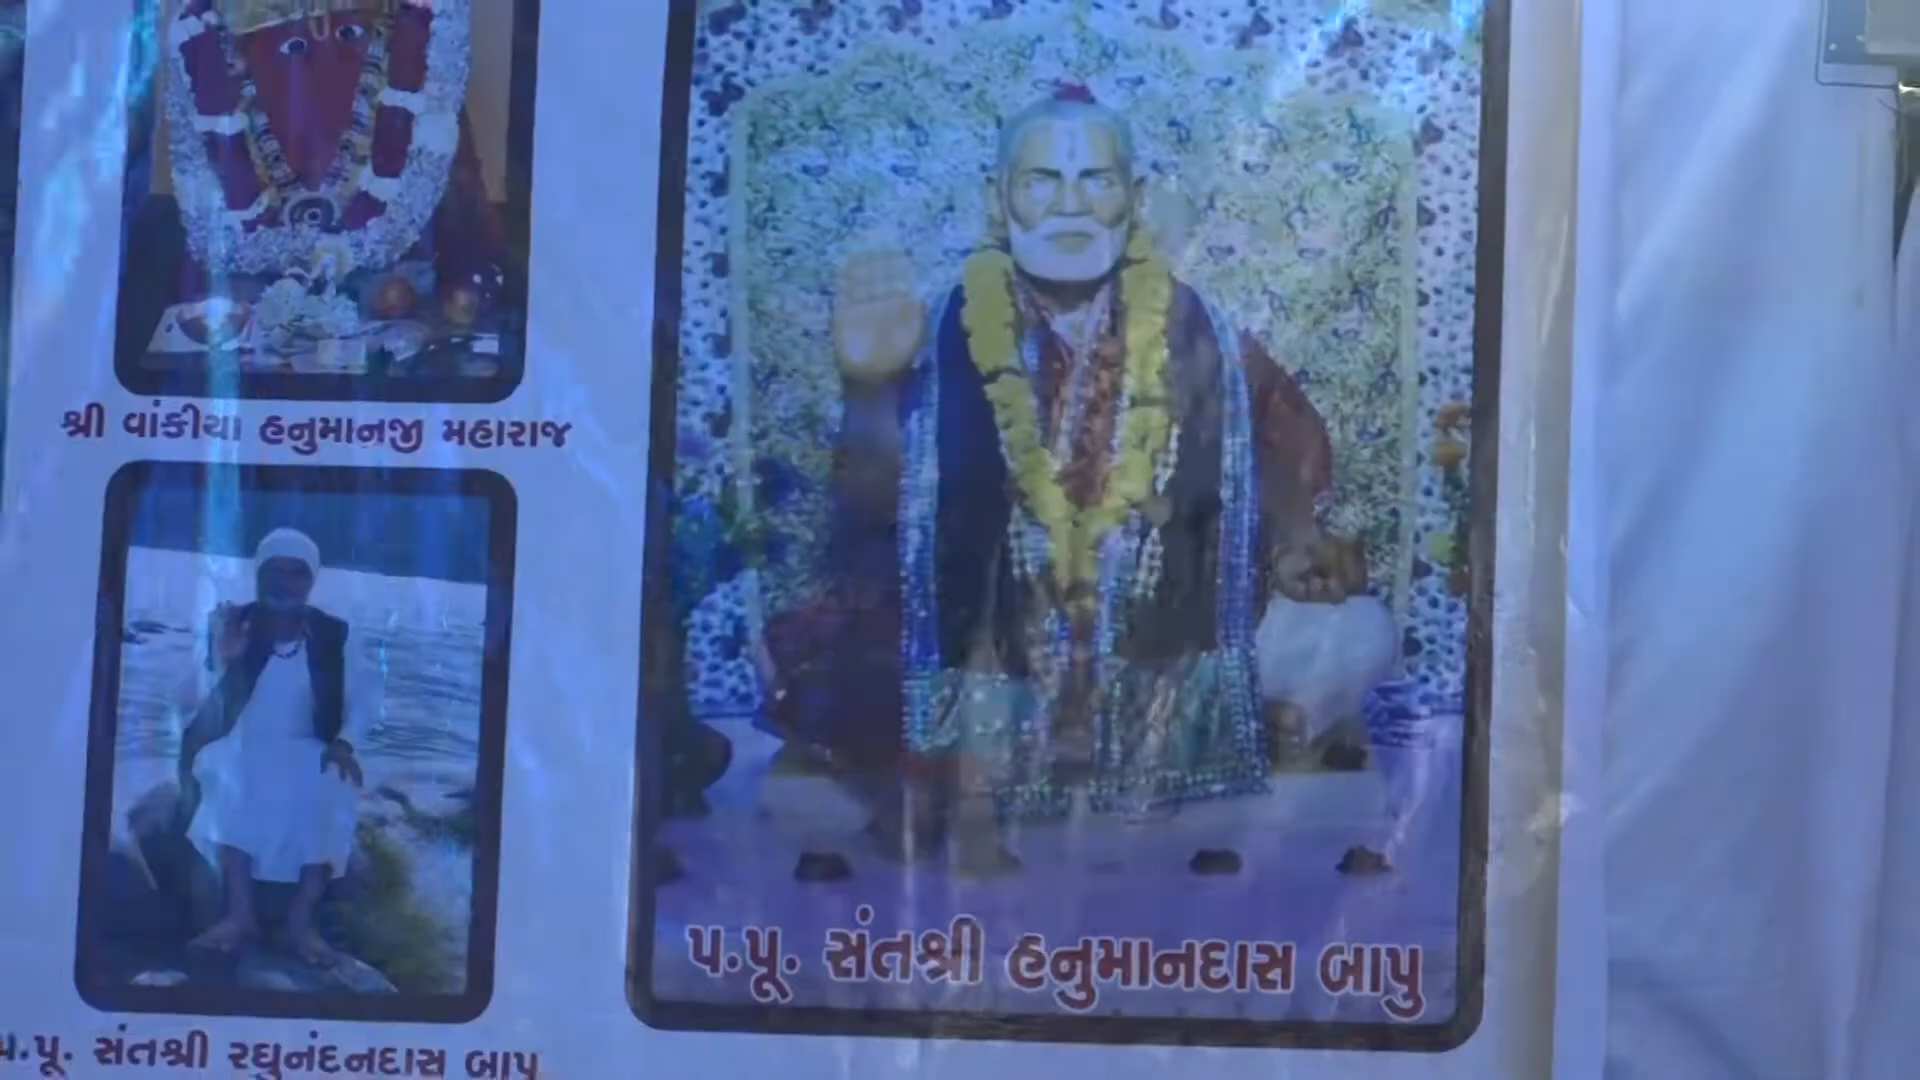 શ્રી વાંકીયા હનુમાનજી મહારાજ
પ.પૂ. સંતશ્રી હનુમાનદાસ બાપુ
પ.પૂ. સંતશ્રી રઘુનંદનદાસ બાપુ